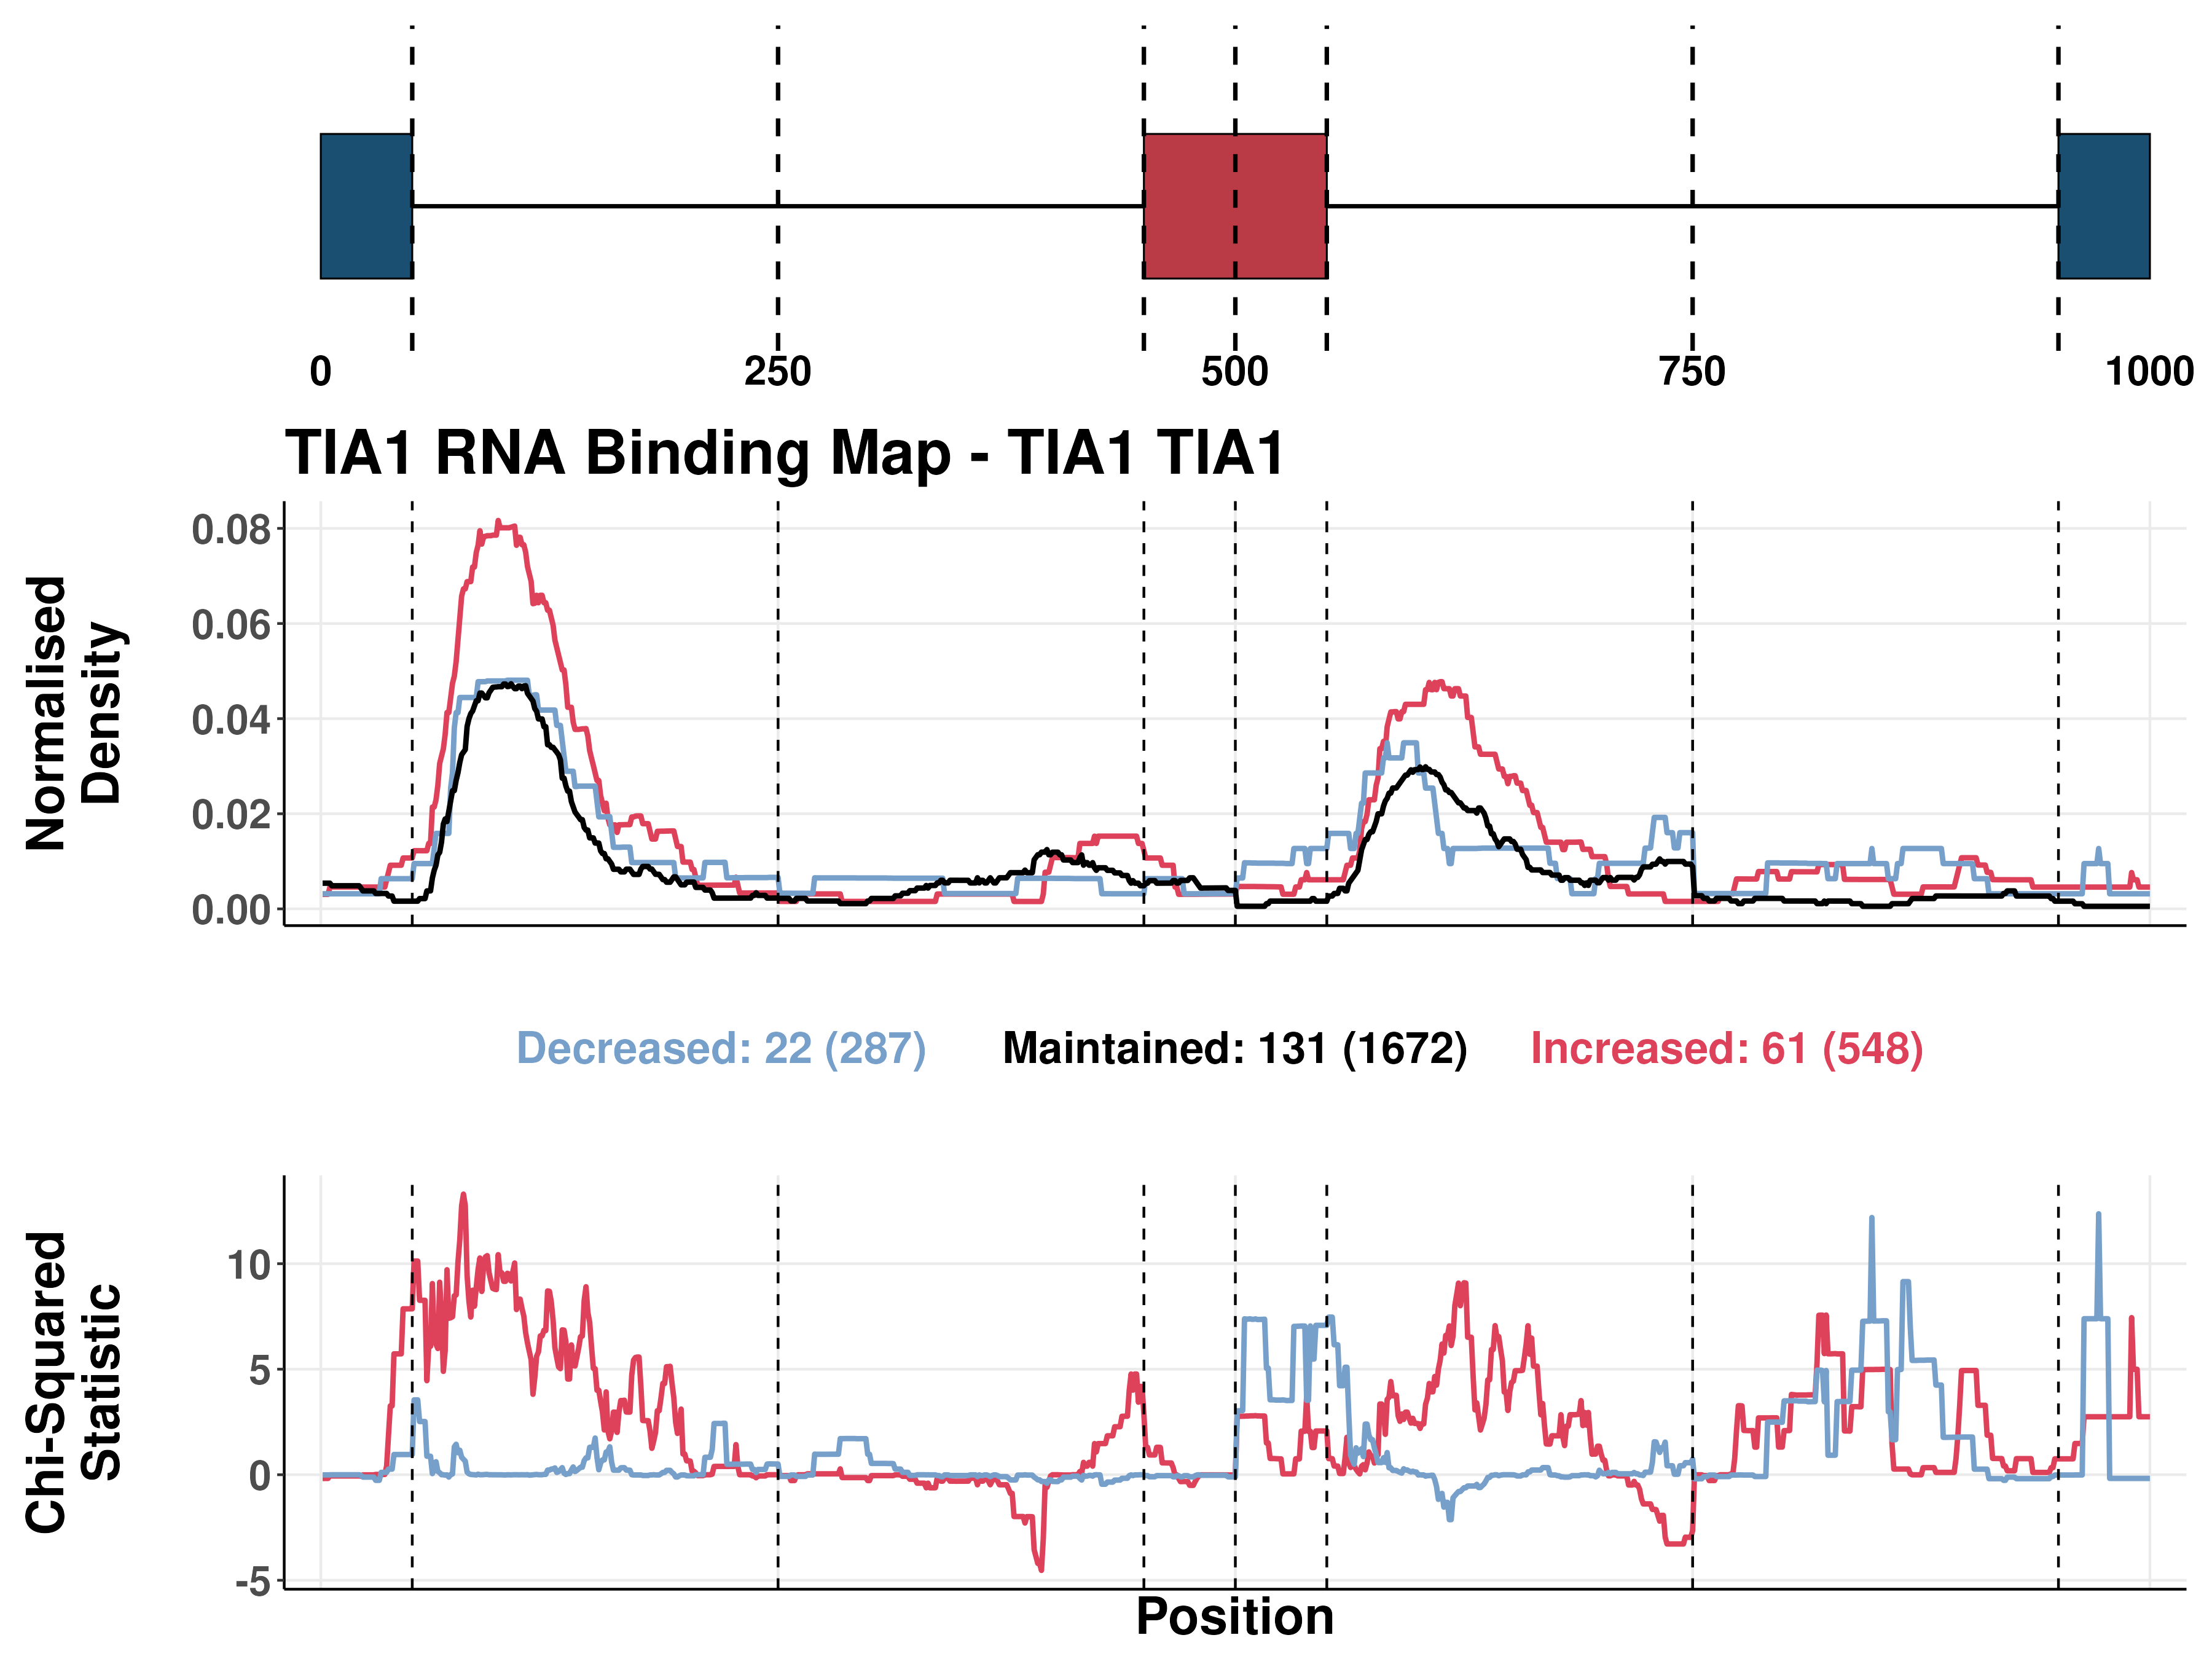 0 250 500 750 1000
TIA1 RNA Binding Map - TIA1 TIA1
Normalised
Density
0.08
0.06
0.04
0.02
0.00
Decreased: 22 (287) Maintained: 131 (1672) Increased: 61 (548)
Chi-Squared
Statistic
10
5
0
-5
Position